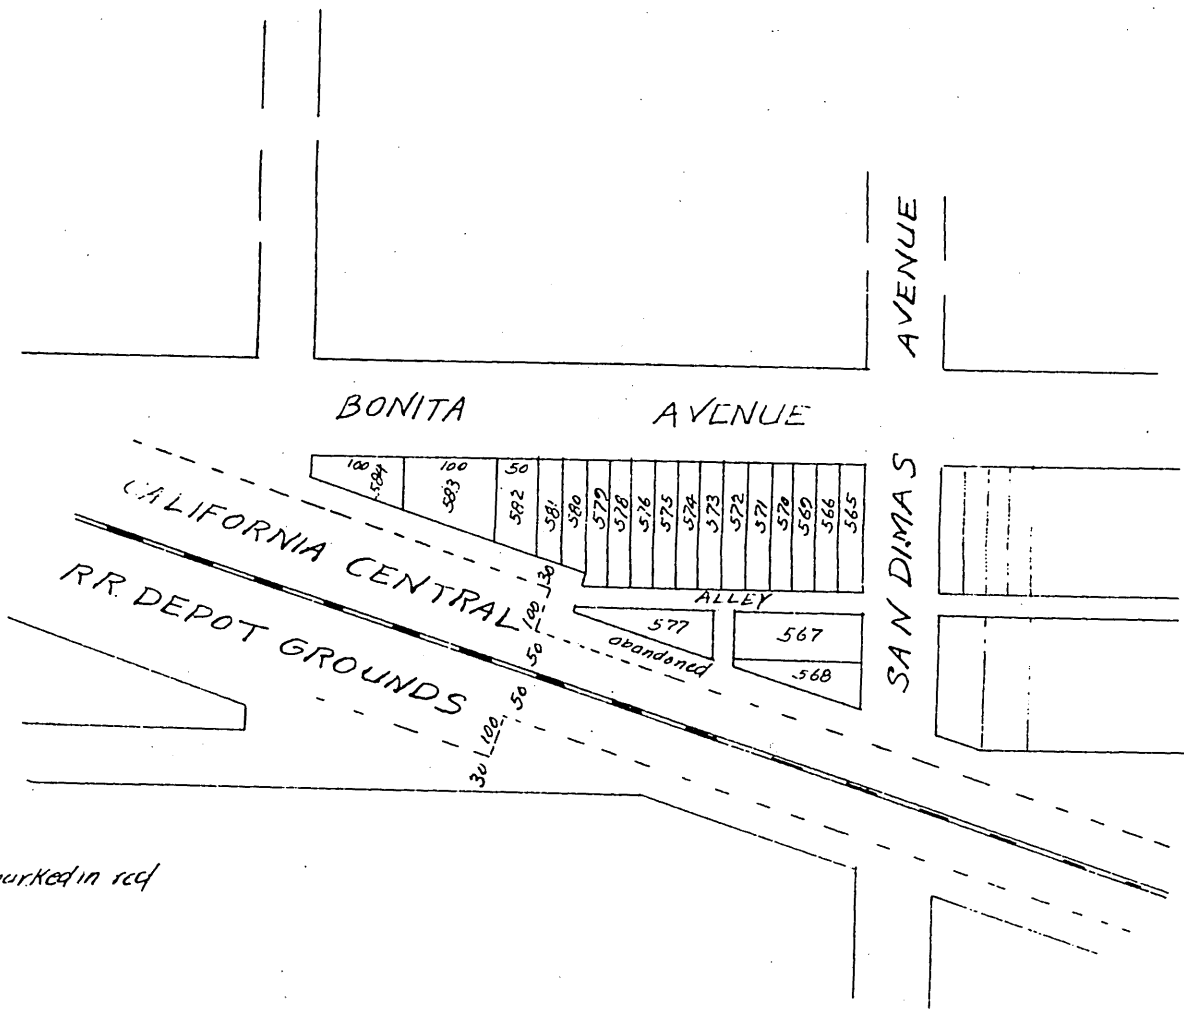 AVENUE
BONITA AVENUE
100 100 50
584 583 582 581 580 579 578 576 575 574 573 572 571 570 569 566 565
SAN DIMAS
CALIFORNIA CENTRAL
RR. DEPOT GROUNDS
30
100
50
50
100
30
ALLEY
577
567
abandoned
568
in red